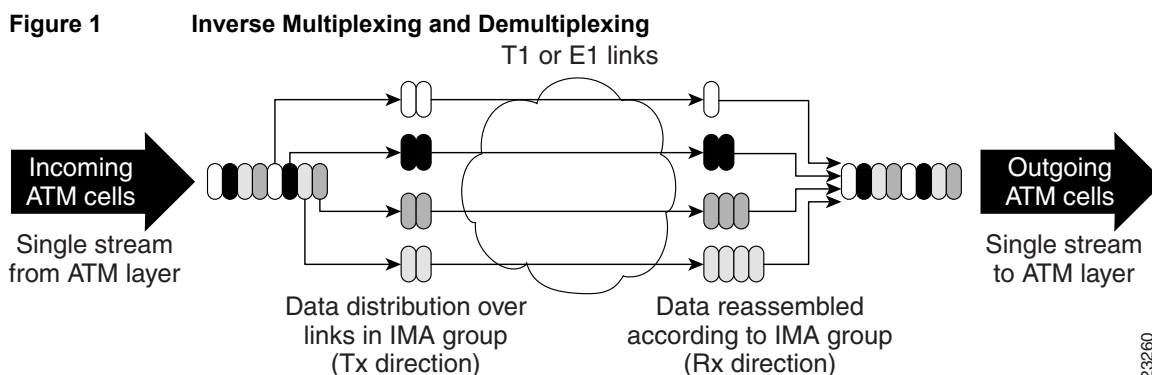 Figure 1 Inverse Multiplexing and Demultiplexing
T1 or E1 links
Incoming
ATM cells
Single stream
from ATM layer
Data distribution over
links in IMA group
(Tx direction)
Data reassembled
according to IMA group
(Rx direction)
Outgoing
ATM cells
Single stream
to ATM layer
23260